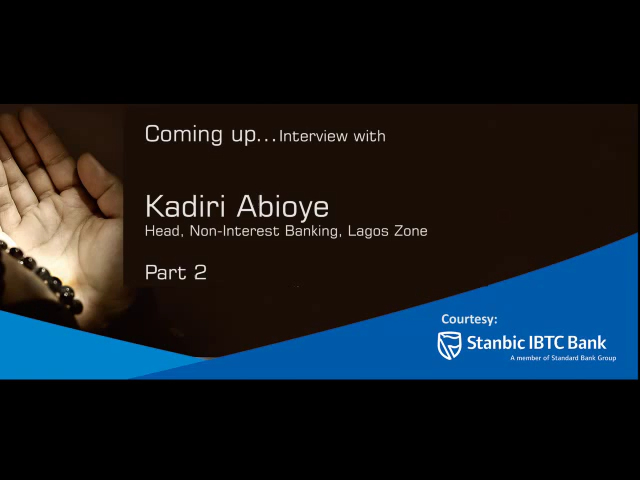 Coming up...Interview with
Kadiri Abioye
Head, Non-Interest Banking, Lagos Zone
Part 2
Courtesy:
Stanbic IBTC Bank
A member of Standard Bank Group